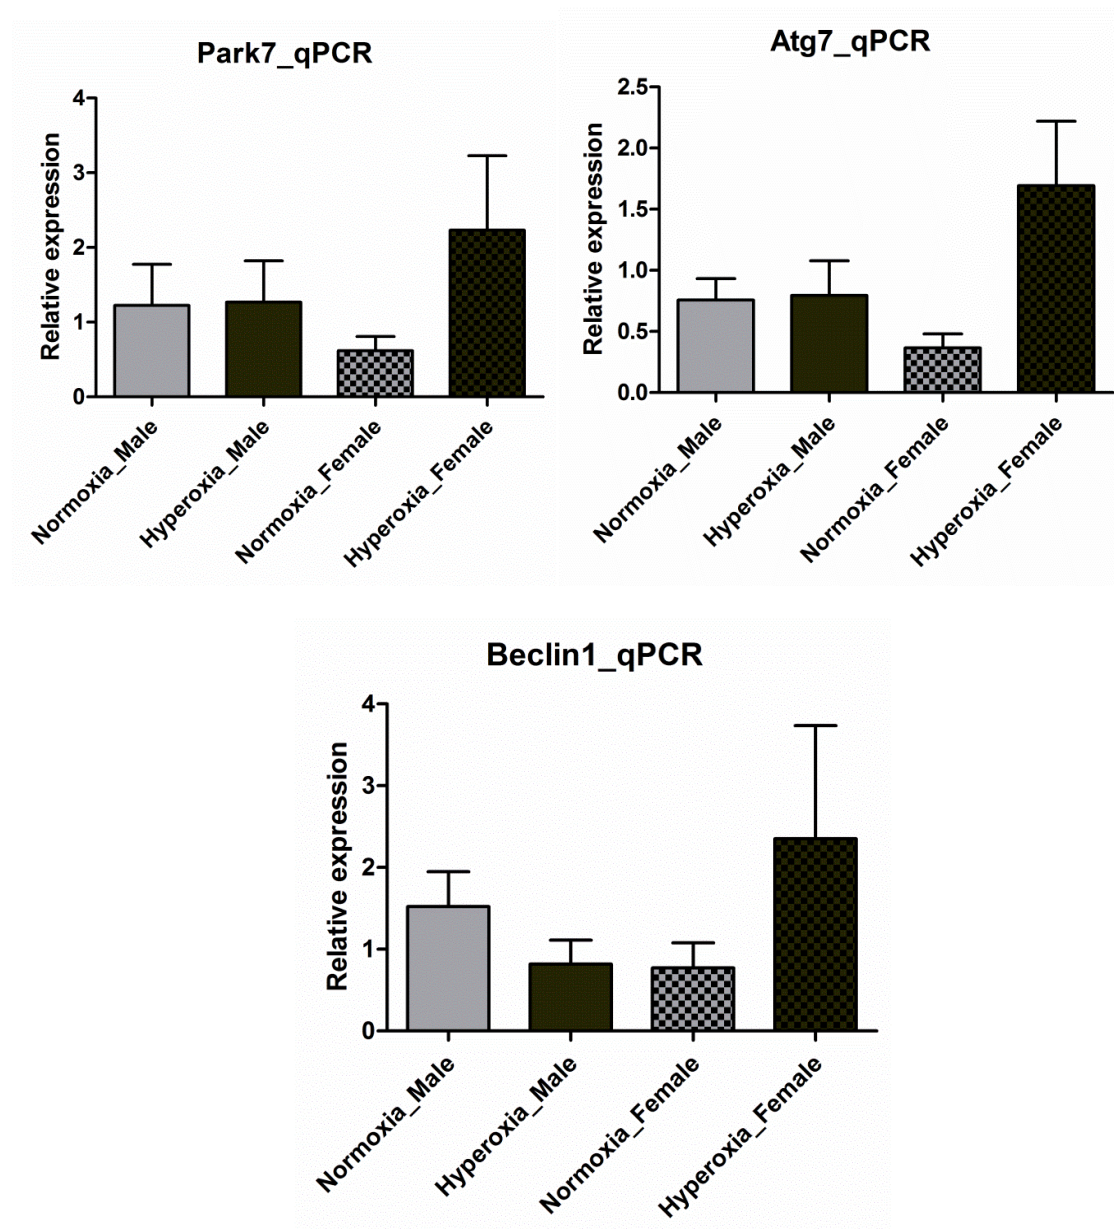 Park7_qPCR
Relative expression
4
3
2
1
0
Normoxia_Male
Hyperoxia_Male
Normoxia_Female
Hyperoxia_Female
Atg7_qPCR
Relative expression
2.5
2.0
1.5
1.0
0.5
0.0
Normoxia_Male
Hyperoxia_Male
Normoxia_Female
Hyperoxia_Female
Beclin1_qPCR
Relative expression
4
3
2
1
0
Normoxia_Male
Hyperoxia_Male
Normoxia_Female
Hyperoxia_Female